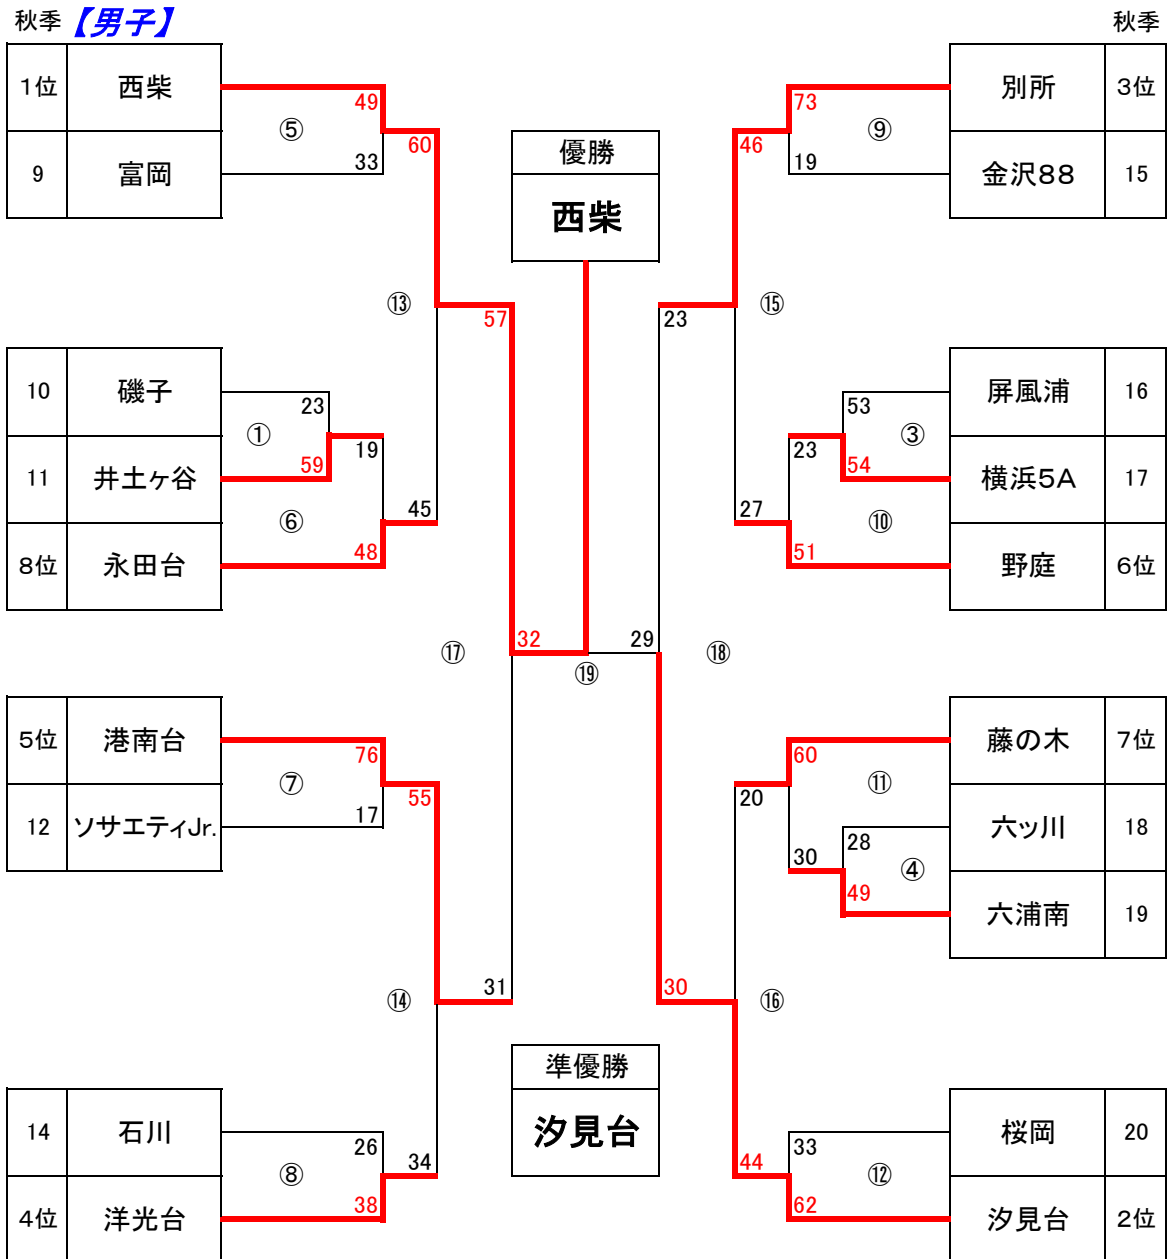 秋季 【男子】
秋季
1位 西柴
49
⑤
60
33
9 富岡
優勝
西柴
別所 3位
73
⑨
46
19
金沢88 15
⑬
57
⑮
23
10 磯子
23
①
19
59
11 井土ヶ谷
⑥
45
48
8位 永田台
屏風浦 16
53
③
23
54
横浜5A 17
27
⑩
51
野庭 6位
⑰
32
29
⑱
⑲
5位 港南台
76
⑦
55
17
12 ソサエティJr.
藤の木 7位
60
⑪
20
六ッ川 18
28
30
④
49
六浦南 19
⑭
31
30
⑯
準優勝
汐見台
14 石川
26
34
⑧
38
4位 洋光台
桜岡 20
33
44
⑫
62
汐見台 2位